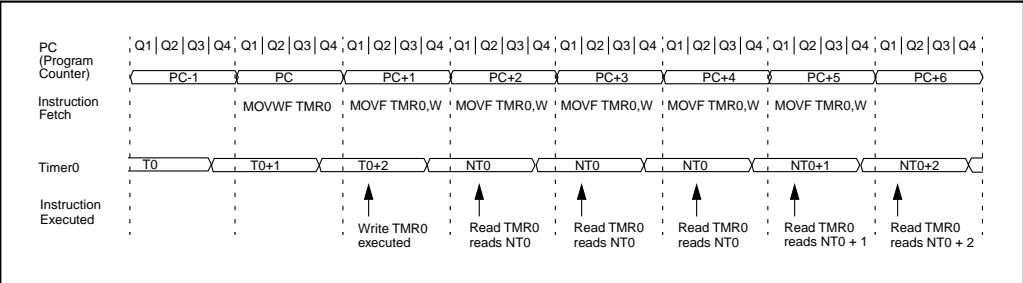 PC (Program Counter)
Q1 Q2 Q3 Q4 Q1 Q2 Q3 Q4 Q1 Q2 Q3 Q4 Q1 Q2 Q3 Q4 Q1 Q2 Q3 Q4 Q1 Q2 Q3 Q4 Q1 Q2 Q3 Q4 Q1 Q2 Q3 Q4
PC-1 PC PC+1 PC+2 PC+3 PC+4 PC+5 PC+6
Instruction Fetch
MOVWF TMR0 MOVF TMR0,W MOVF TMR0,W MOVF TMR0,W MOVF TMR0,W MOVF TMR0,W
Timer0
T0 T0+1 T0+2 NT0 NT0 NT0 NT0+1 NT0+2
Instruction Executed
Write TMR0 executed
Read TMR0 reads NT0
Read TMR0 reads NT0
Read TMR0 reads NT0
Read TMR0 reads NT0 + 1
Read TMR0 reads NT0 + 2